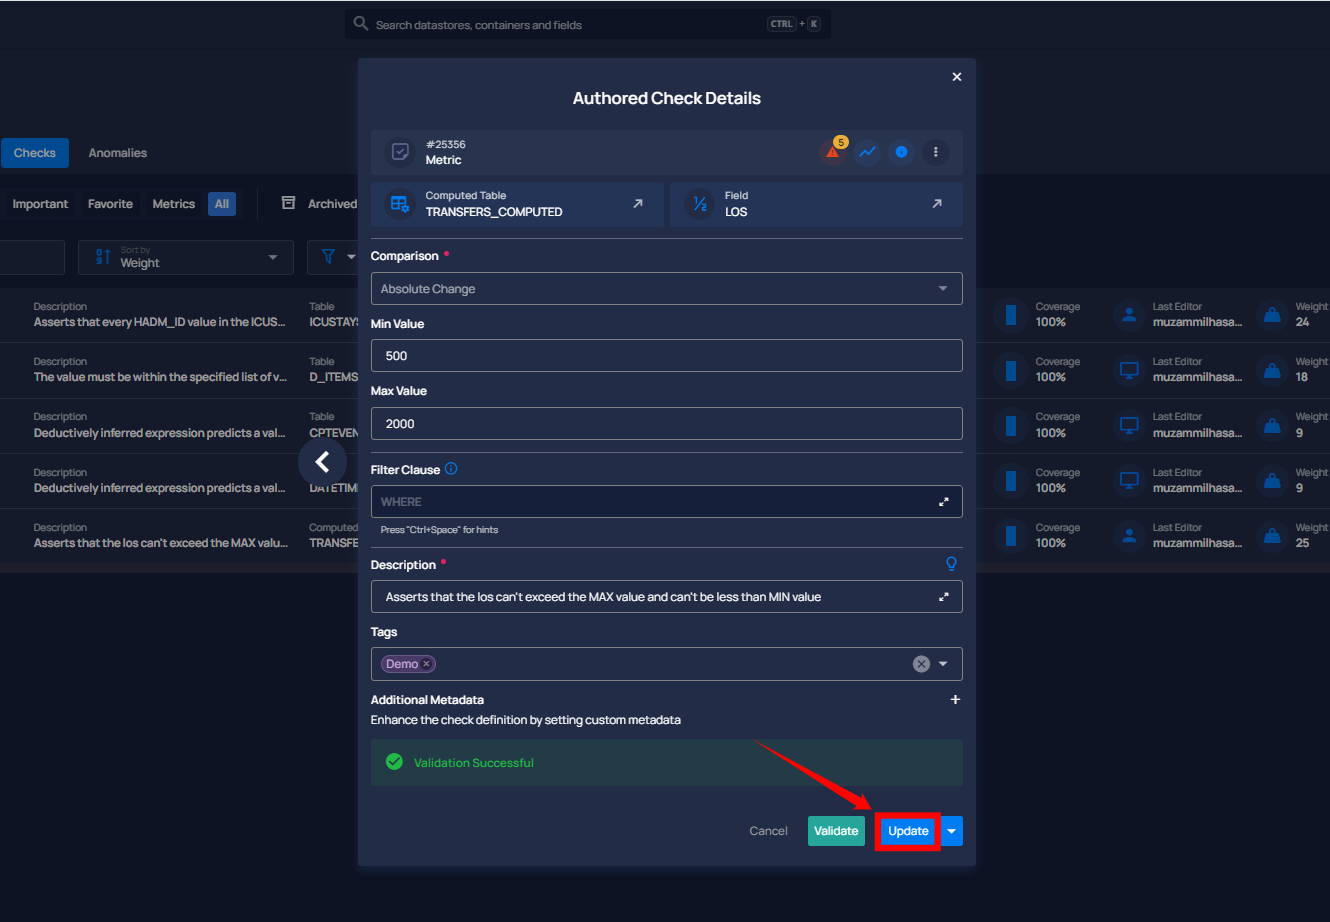 Search datastores, containers and fields
CTRL + K
Authored Check Details
Checks
Anomalies
#25356
Metric
5
Important
Favorite
Metrics
All
Archived
Computed Table
TRANSFERS_COMPUTED
Field
LOS
Sort by
Weight
Comparison
Absolute Change
Min Value
500
Max Value
2000
Filter Clause
WHERE
Press "Ctrl+Space" for hints
Description
Asserts that the los can't exceed the MAX value and can't be less than MIN value
Tags
Demo
Additional Metadata
Enhance the check definition by setting custom metadata
Validation Successful
Cancel
Validate
Update
Description
Asserts that every HADM_ID value in the ICUS...
Table
ICUSTAYS
Coverage
100%
Last Editor
muzammilhasa...
Weight
24
Description
The value must be within the specified list of v...
Table
D_ITEMS
Coverage
100%
Last Editor
muzammilhasa...
Weight
18
Description
Deductively inferred expression predicts a val...
Table
CPTEVEN
Coverage
100%
Last Editor
muzammilhasa...
Weight
9
Description
Deductively inferred expression predicts a val...
DATETIM
Coverage
100%
Last Editor
muzammilhasa...
Weight
9
Description
Asserts that the los can't exceed the MAX valu...
Computed
TRANSFE
Coverage
100%
Last Editor
muzammilhasa...
Weight
25